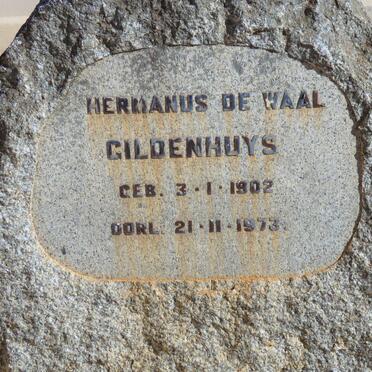 HERMANUS DE WAAL
GILDENHUYS
GEB. 3·1·1902
OORL. 21·11·1973.